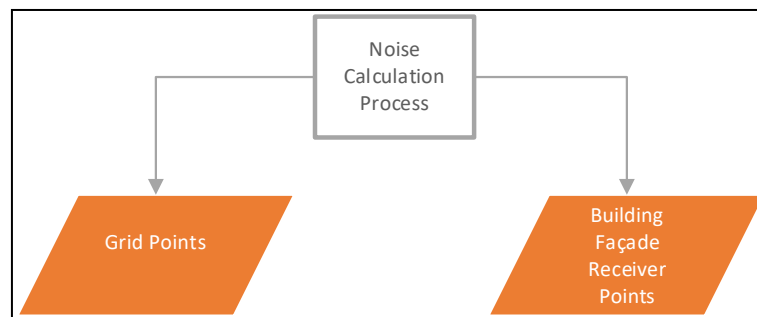 Noise
Calculation
Process
Grid Points
Building
Façade
Receiver
Points